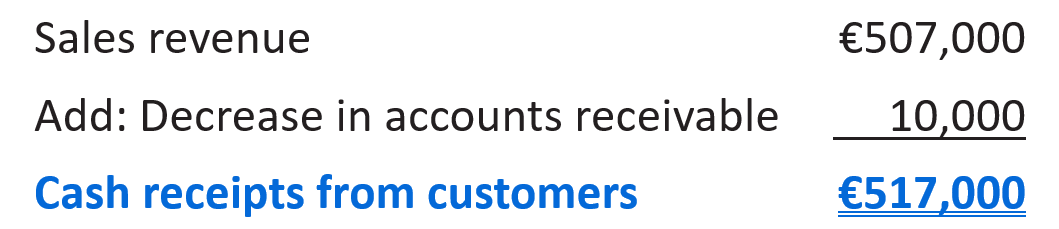 Sales revenue €507,000
Add: Decrease in accounts receivable 10,000
Cash receipts from customers €517,000